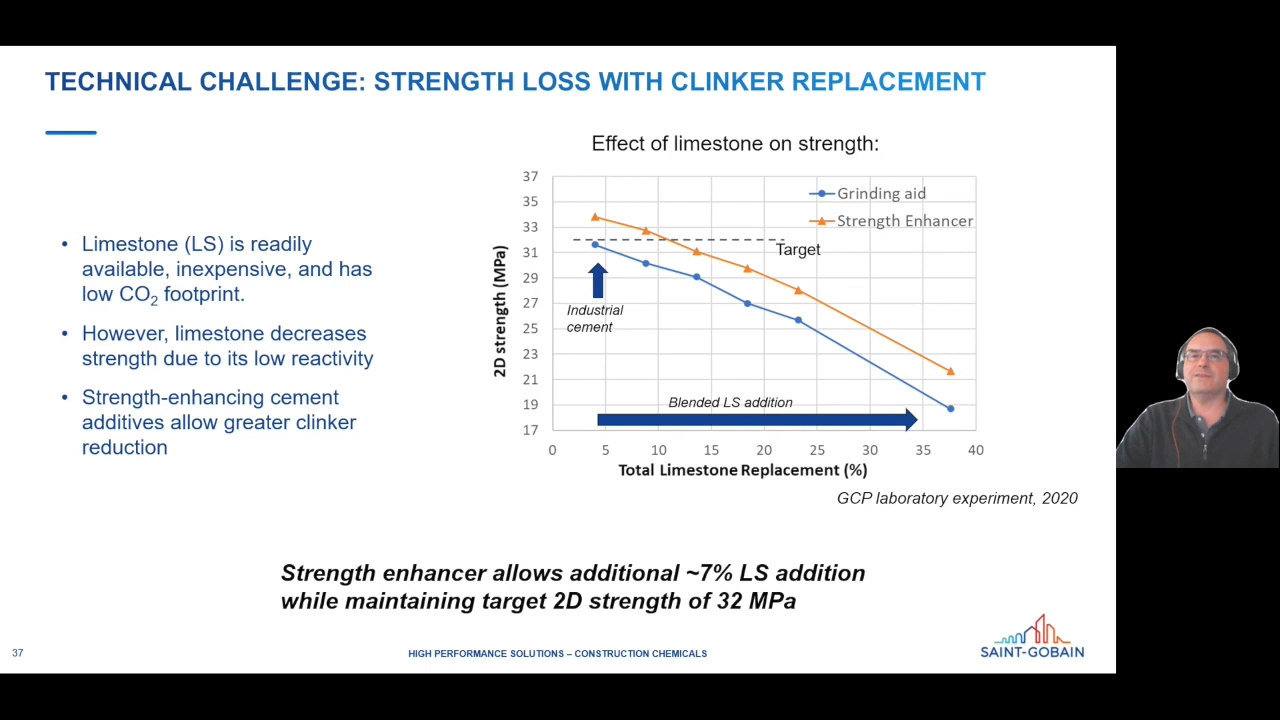 TECHNICAL CHALLENGE: STRENGTH LOSS WITH CLINKER REPLACEMENT
• Limestone (LS) is readily
available, inexpensive, and has
low CO2 footprint.
• However, limestone decreases
strength due to its low reactivity
• Strength-enhancing cement
additives allow greater clinker
reduction
Effect of limestone on strength:
37
35
33
31
29
27
25
23
21
19
17
2D strength (MPa)
Grinding aid
Strength Enhancer
Target
Industrial
cement
Blended LS addition
0 5 10 15 20 25 30 35 40
Total Limestone Replacement (%)
GCP laboratory experiment, 2020
Strength enhancer allows additional ~7% LS addition
while maintaining target 2D strength of 32 MPa
37
HIGH PERFORMANCE SOLUTIONS – CONSTRUCTION CHEMICALS
SAINT-GOBAIN